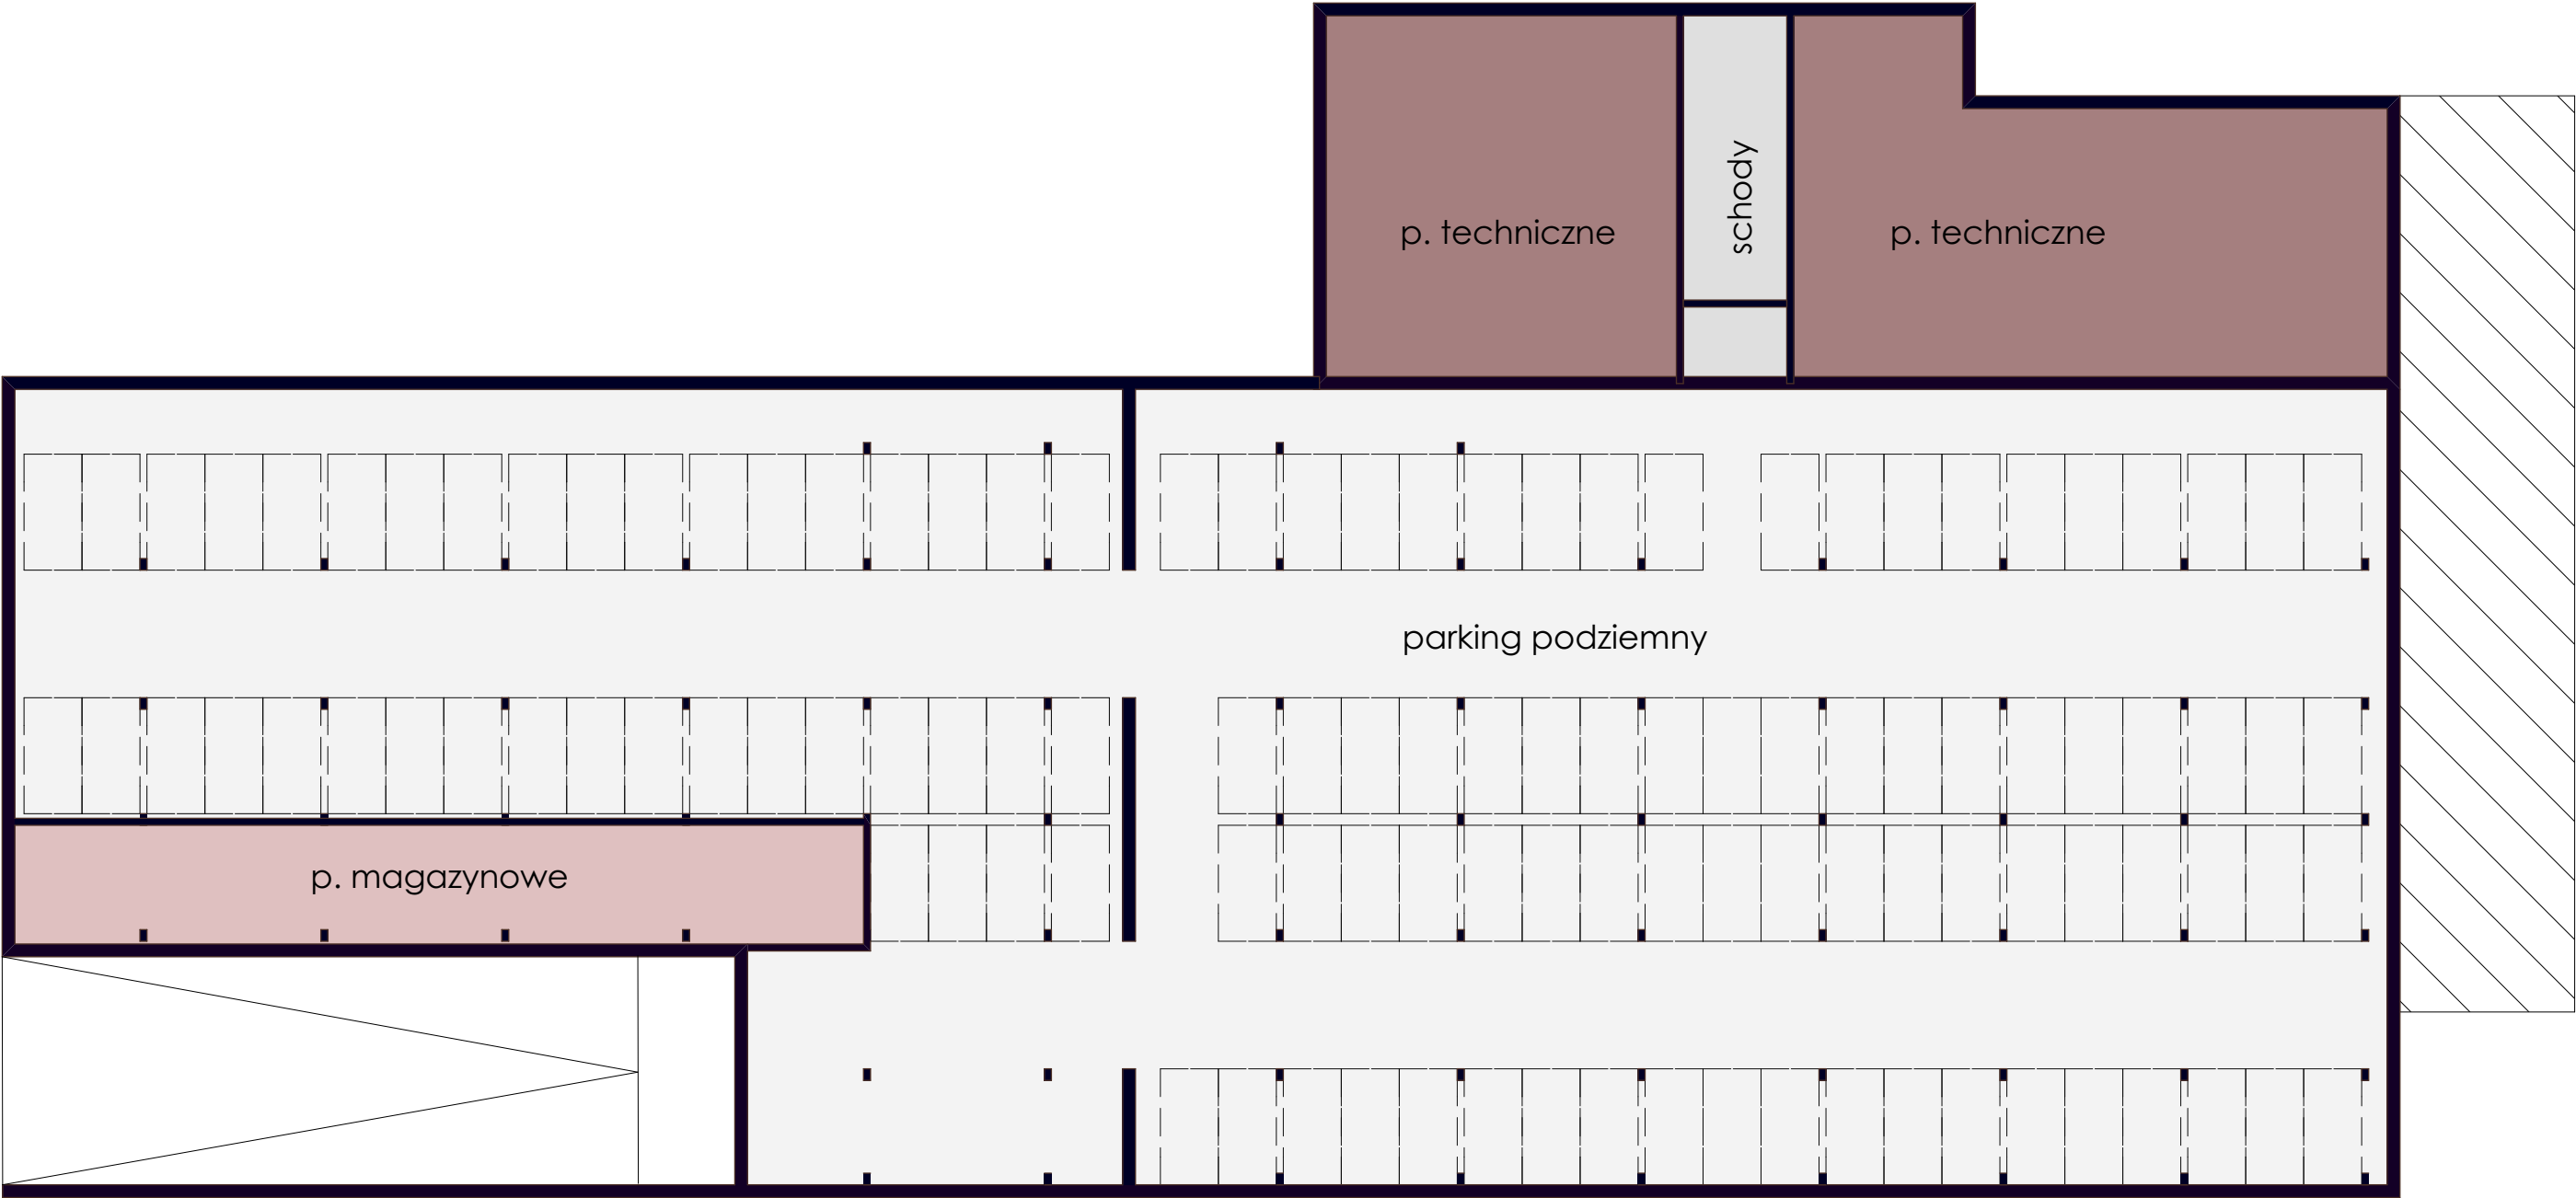 schody
p. techniczne
p. techniczne
parking podziemny
p. magazynowe